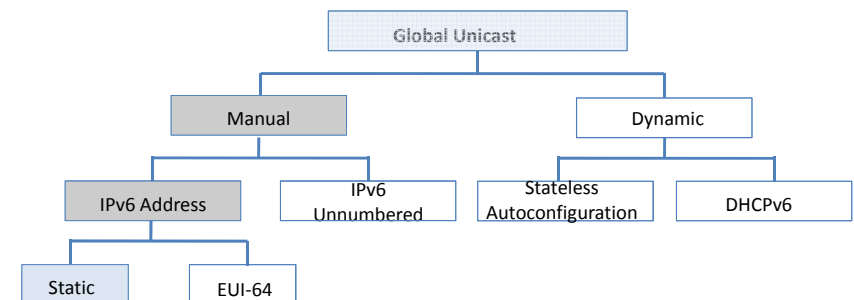 Global Unicast
Manual
Dynamic
IPv6 Address
IPv6
Unnumbered
Stateless
Autoconfiguration
DHCPv6
Static
EUI-64